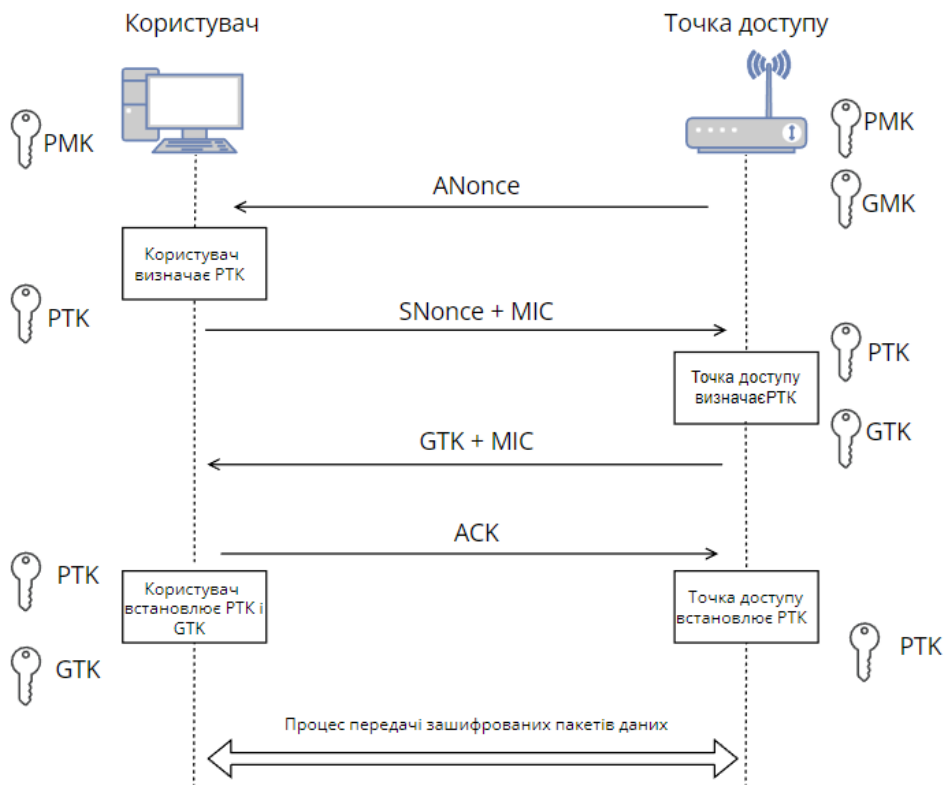 Користувач
Точка доступу
PMK
PMK
ANonce
GMK
Користувач
визначає PTK
PTK
SNonce + MIC
PTK
Точка доступу
визначаєPTK
GTK
GTK + MIC
ACK
PTK
Користувач
встановлює PTK і
GTK
Точка доступу
встановлює PTK
PTK
GTK
Процес передачі зашифрованих пакетів даних